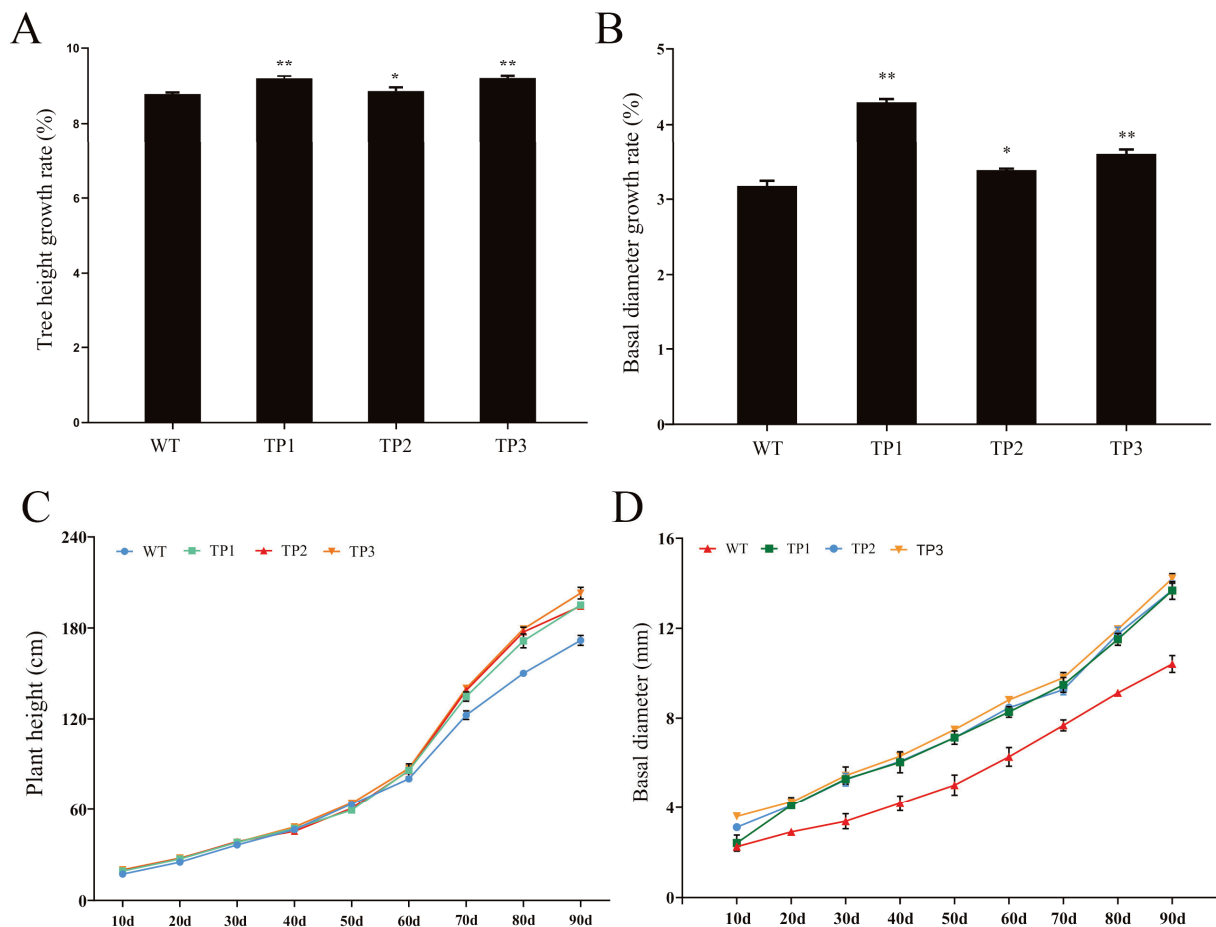 A
Tree height growth rate (%)
10
8
6
4
2
0
** * **
WT TP1 TP2 TP3
B
Basal diameter growth rate (%)
5
4
3
2
1
0
** * **
WT TP1 TP2 TP3
C
Plant height (cm)
WT TP1 TP2 TP3
240
180
120
60
0
10d 20d 30d 40d 50d 60d 70d 80d 90d
D
Basal diameter (mm)
WT TP1 TP2 TP3
16
12
8
4
0
10d 20d 30d 40d 50d 60d 70d 80d 90d